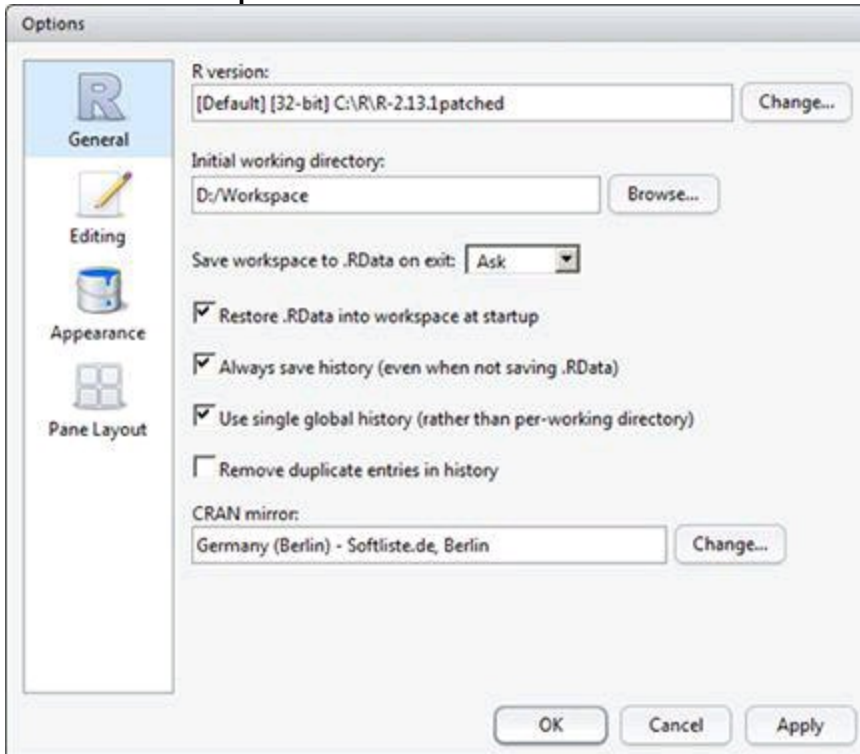 Options
General
Editing
Appearance
Pane Layout
R version:
[Default] [32-bit] C:\R\R-2.13.1patched
Change...
Initial working directory:
D:/Workspace
Browse...
Save workspace to .RData on exit: Ask
Restore .RData into workspace at startup
Always save history (even when not saving .RData)
Use single global history (rather than per-working directory)
Remove duplicate entries in history
CRAN mirror:
Germany (Berlin) - Softliste.de, Berlin
Change...
OK Cancel Apply